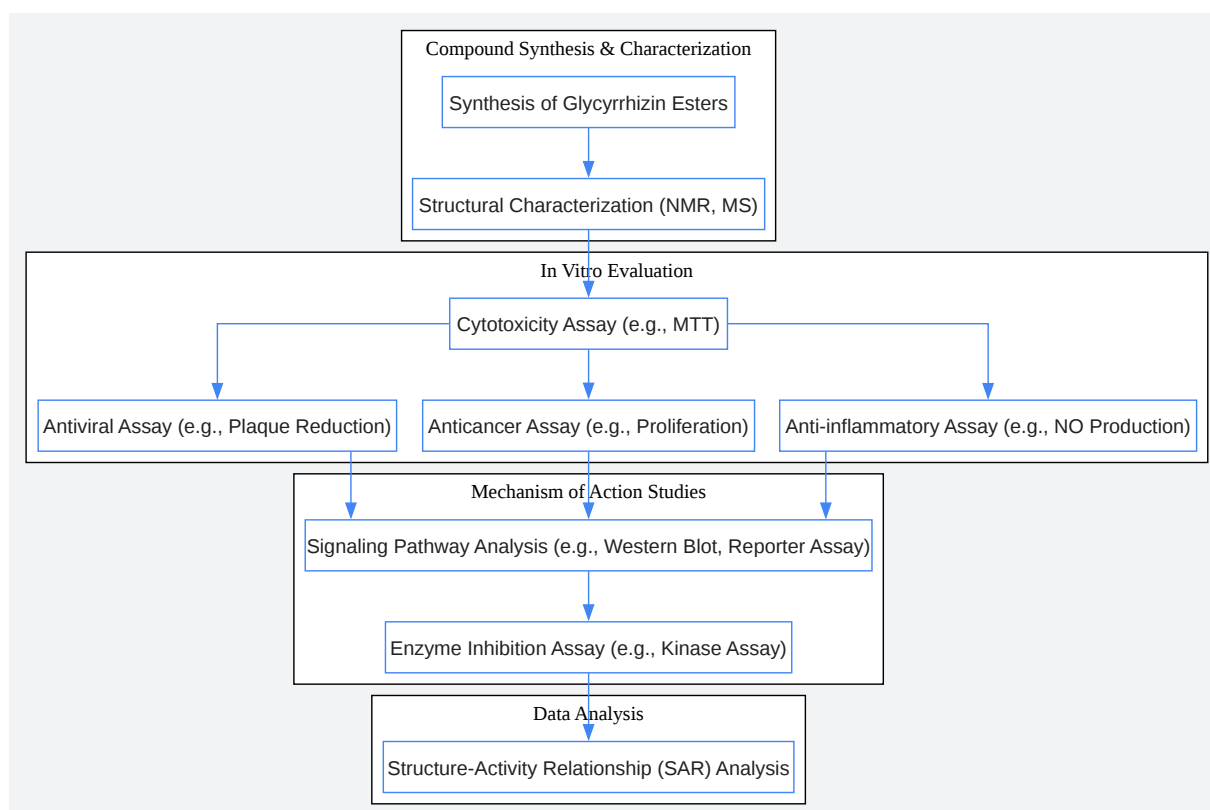 Compound Synthesis & Characterization
Synthesis of Glycyrrhizin Esters
Structural Characterization (NMR, MS)
In Vitro Evaluation
Cytotoxicity Assay (e.g., MTT)
Antiviral Assay (e.g., Plaque Reduction)
Anticancer Assay (e.g., Proliferation)
Anti-inflammatory Assay (e.g., NO Production)
Mechanism of Action Studies
Signaling Pathway Analysis (e.g., Western Blot, Reporter Assay)
Enzyme Inhibition Assay (e.g., Kinase Assay)
Data Analysis
Structure-Activity Relationship (SAR) Analysis